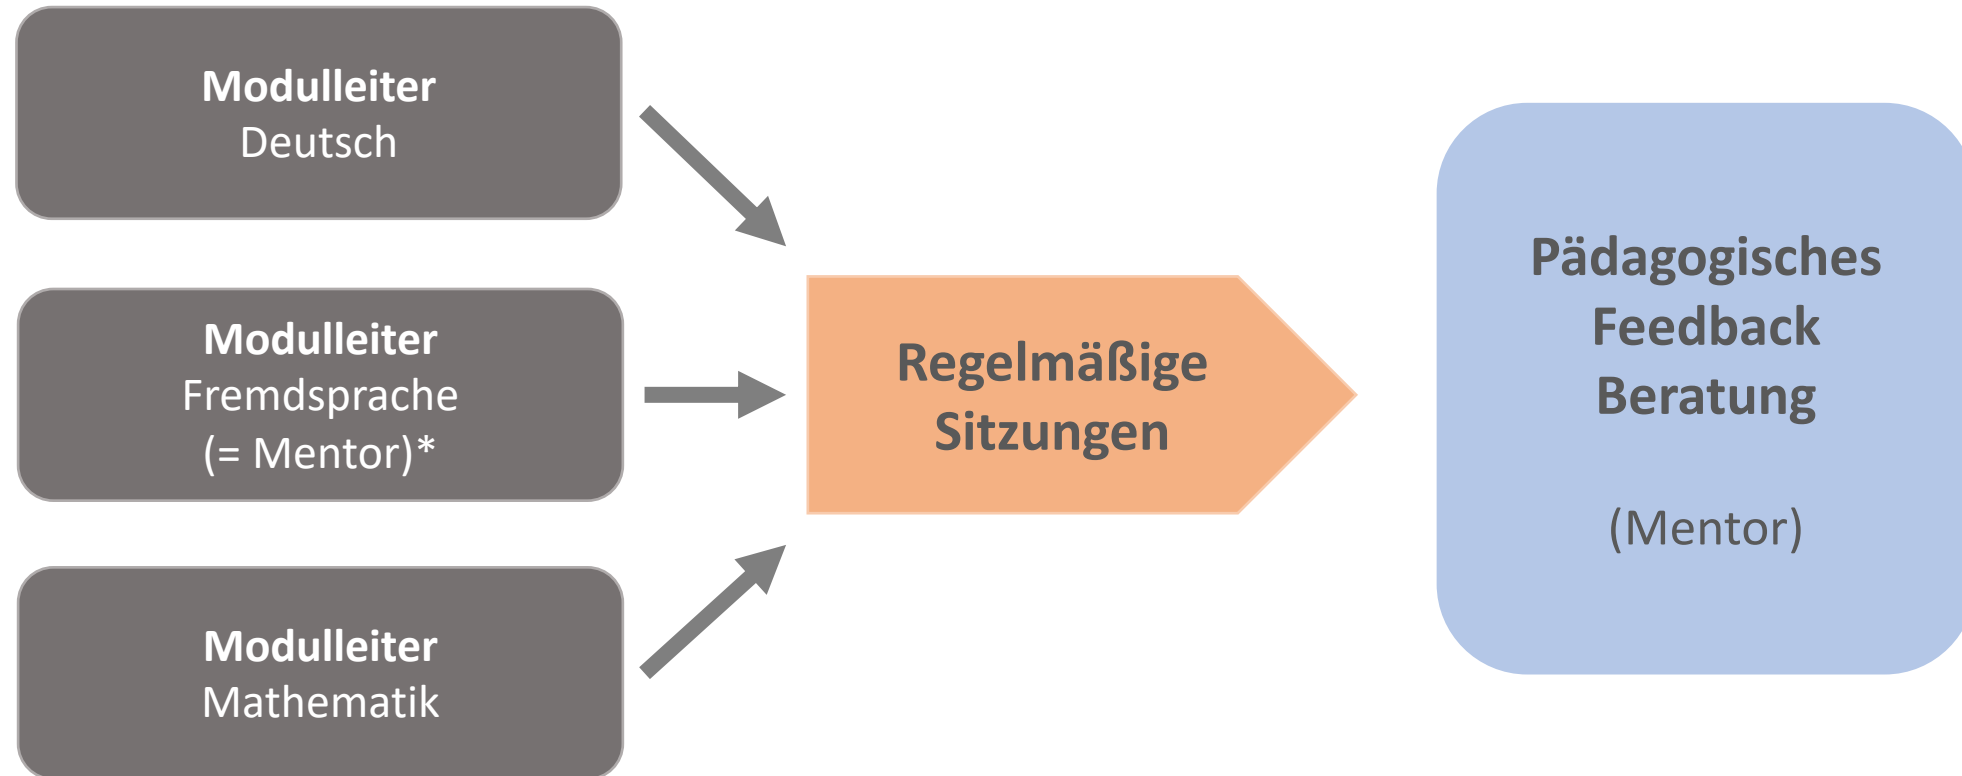 Modulleiter
Deutsch
Modulleiter
Fremdsprache
(= Mentor)*
Modulleiter
Mathematik
Regelmäßige
Sitzungen
Pädagogisches
Feedback
Beratung
(Mentor)